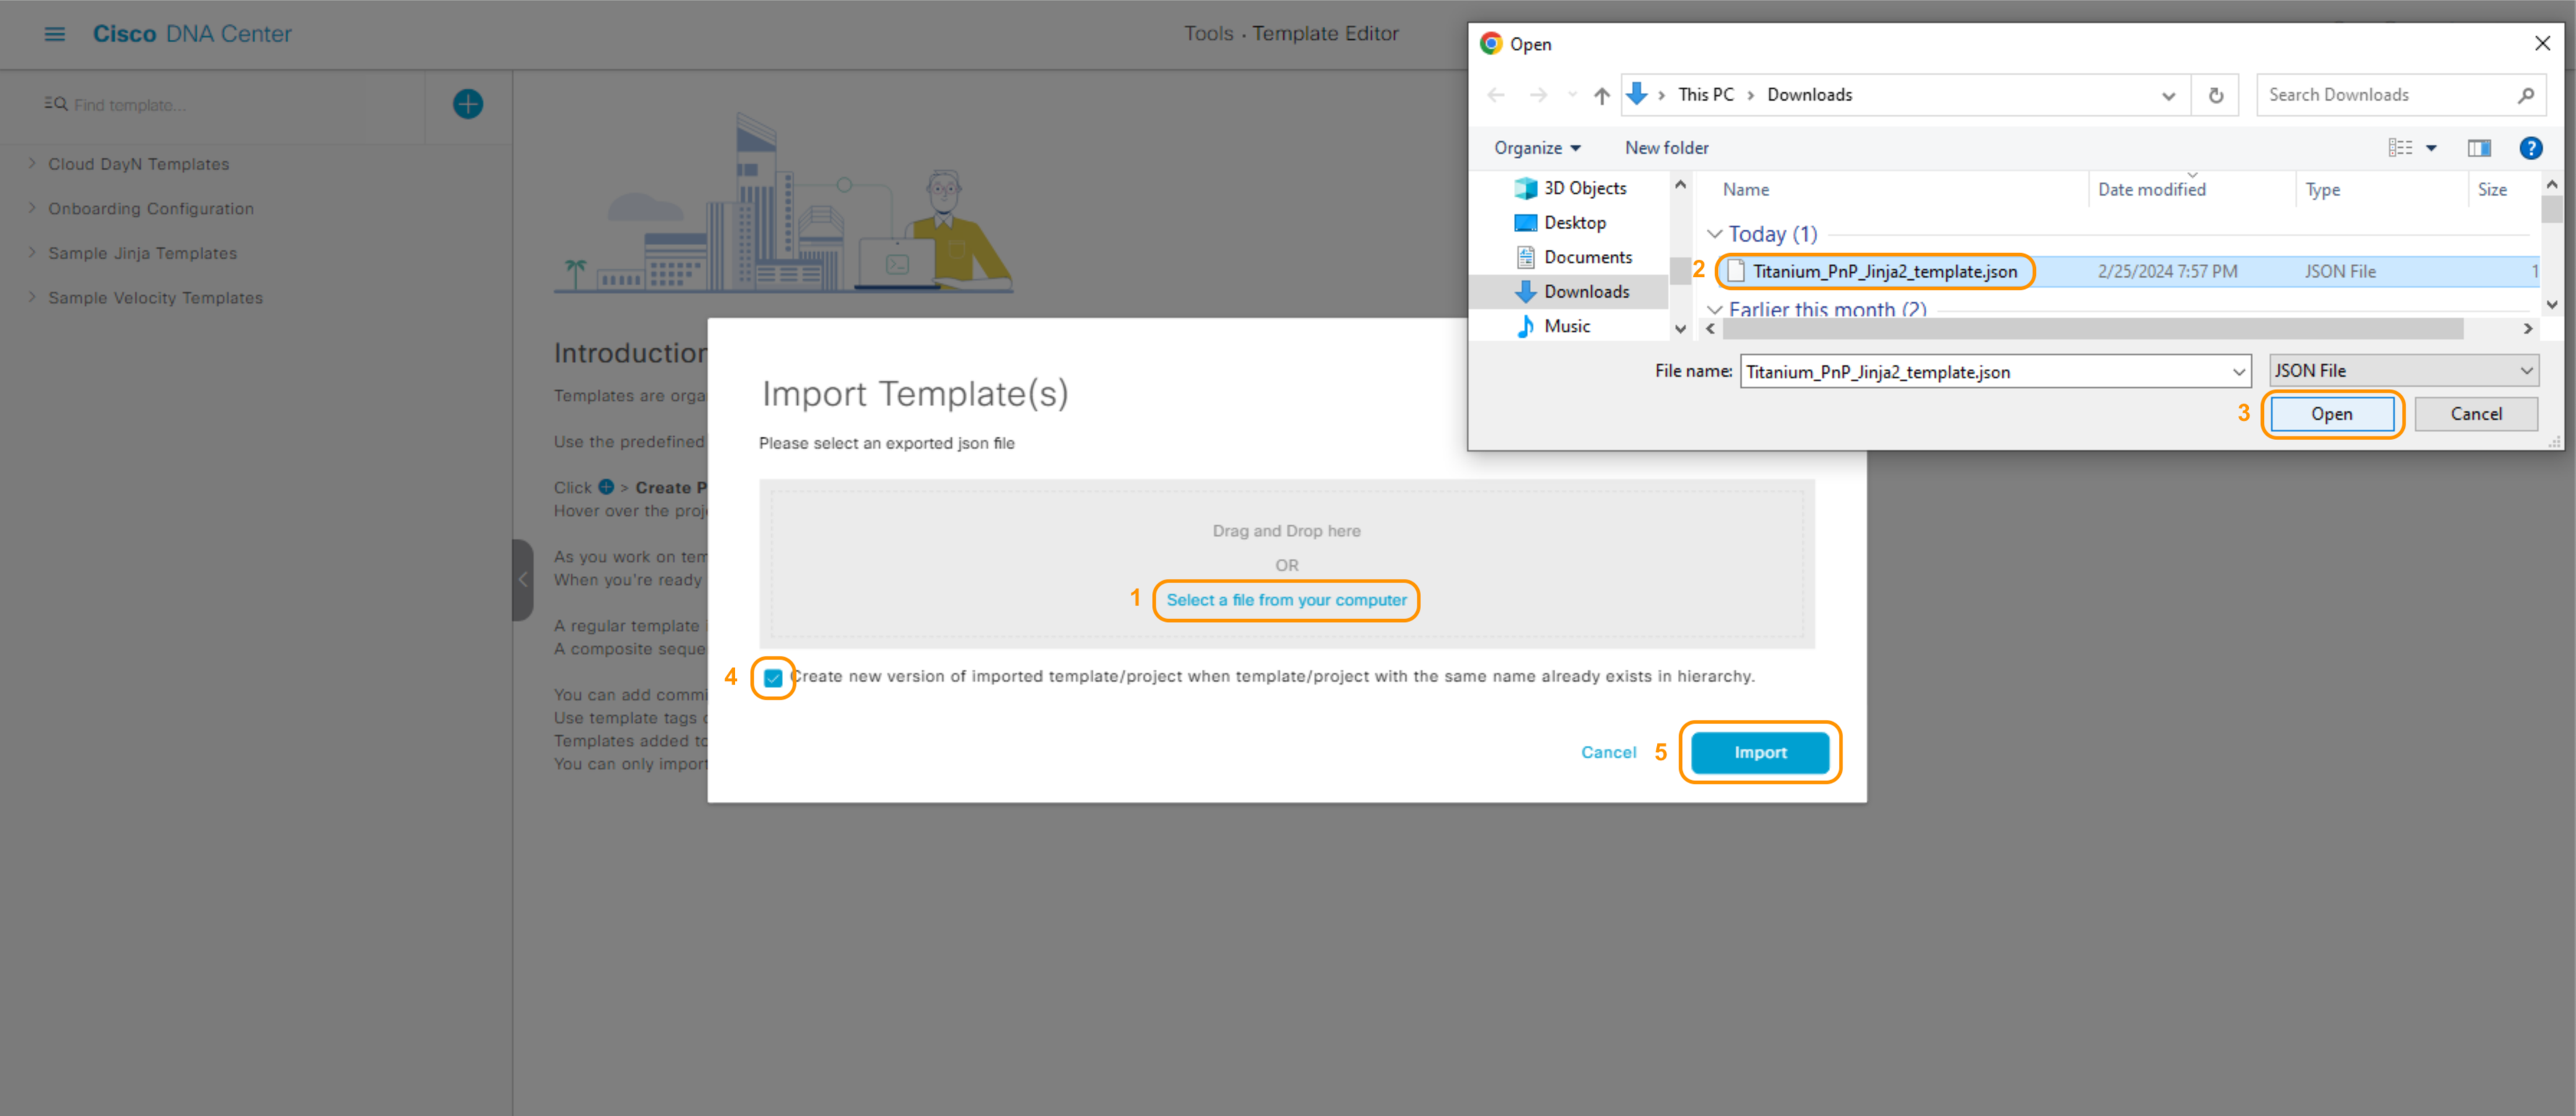 Cisco DNA Center
Tools · Template Editor
Find template...
Cloud DayN Templates
Onboarding Configuration
Sample Jinja Templates
Sample Velocity Templates
Introduction
Templates are orga
Use the predefined
Click > Create P
Hover over the proj
As you work on tem
When you're ready
A regular template
A composite seque
You can add commi
Use template tags
Templates added to
You can only import
Import Template(s)
Please select an exported json file
Drag and Drop here
OR
1 Select a file from your computer
4 Create new version of imported template/project when template/project with the same name already exists in hierarchy.
Cancel 5 Import
Open
This PC > Downloads
Search Downloads
Organize New folder
3D Objects
Desktop
Documents
Downloads
Music
Name Date modified Type Size
Today (1)
2 Titanium_PnP_Jinja2_template.json 2/25/2024 7:57 PM JSON File 1
Earlier this month (2)
File name: Titanium_PnP_Jinja2_template.json JSON File
3 Open Cancel